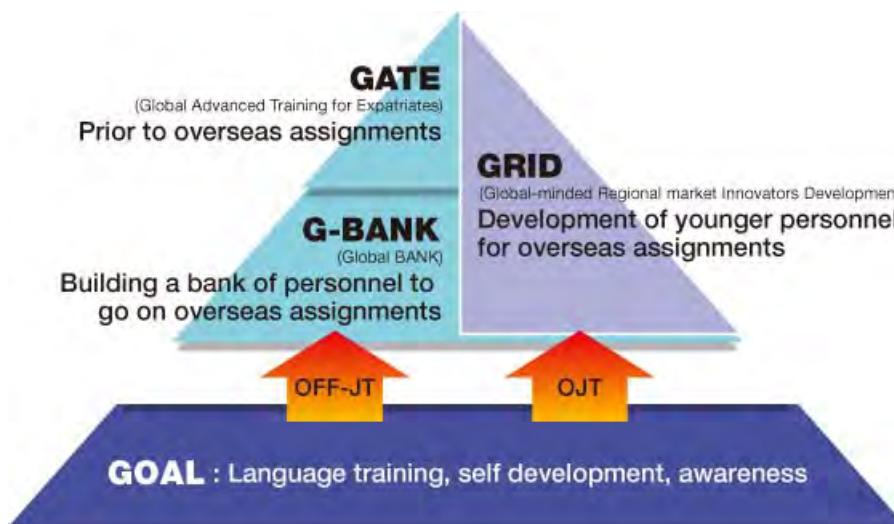 GATE
(Global Advanced Training for Expatriates)
Prior to overseas assignments
G-BANK
(Global BANK)
Building a bank of personnel to
go on overseas assignments
GRID
(Global-minded Regional market Innovators Development
Development of younger personnel
for overseas assignments
OFF-JT
OJT
GOAL : Language training, self development, awareness